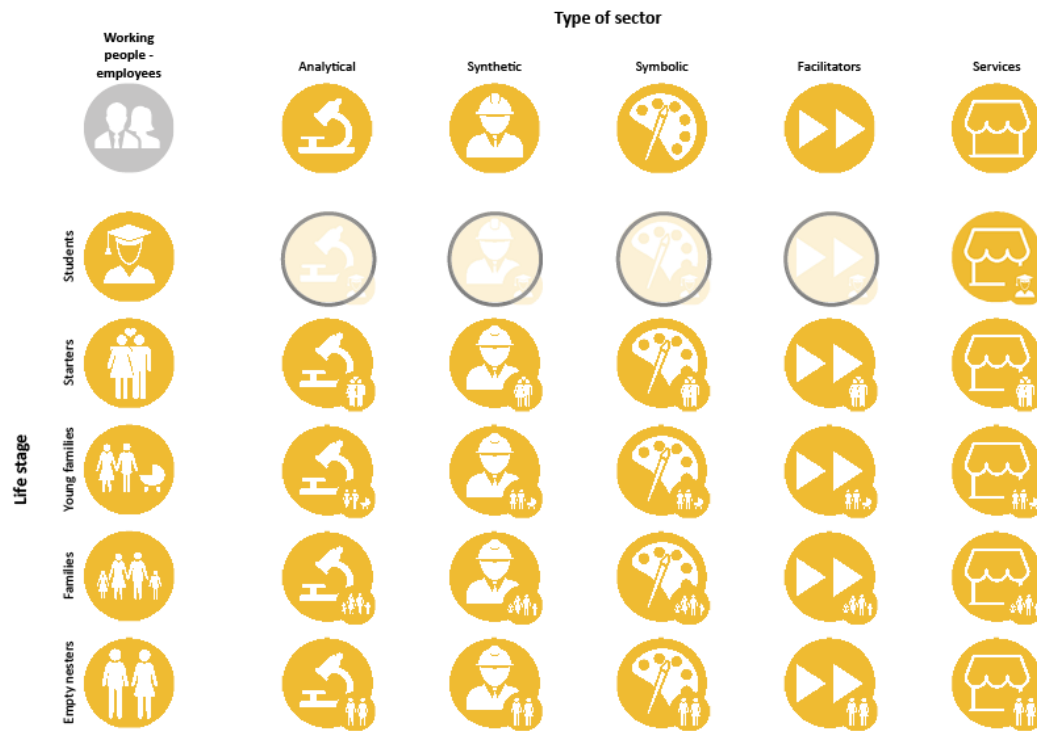 Type of sector
Working
people -
employees
Analytical
Synthetic
Symbolic
Facilitators
Services
Life stage
Students
Starters
Young families
Families
Empty nesters